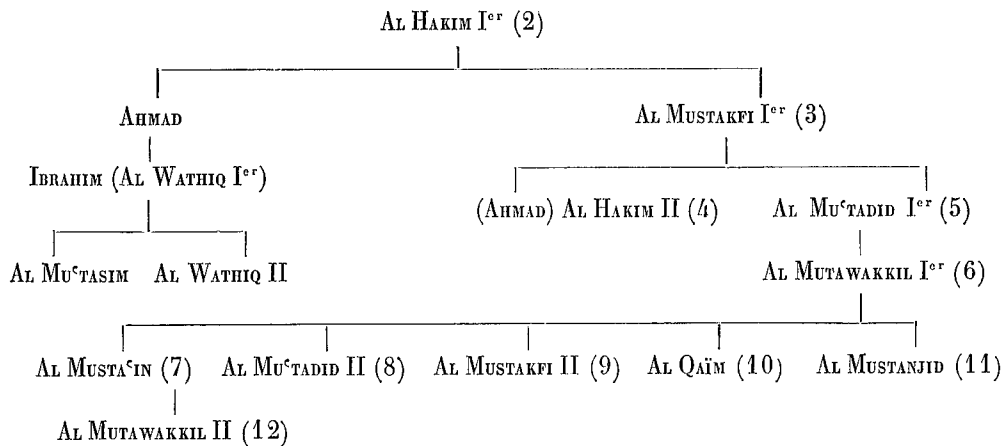 Al Hakim Iᵉʳ (2)
Ahmad Al Mustakfi Iᵉʳ (3)
Ibrahim (Al Wathiq Iᵉʳ) (Ahmad) Al Hakim II (4) Al Muʿtadid Iᵉʳ (5)
Al Muʿtasim Al Wathiq II Al Mutawakkil Iᵉʳ (6)
Al Mustaʿin (7) Al Muʿtadid II (8) Al Mustakfi II (9) Al Qaïm (10) Al Mustanjid (11)
Al Mutawakkil II (12)